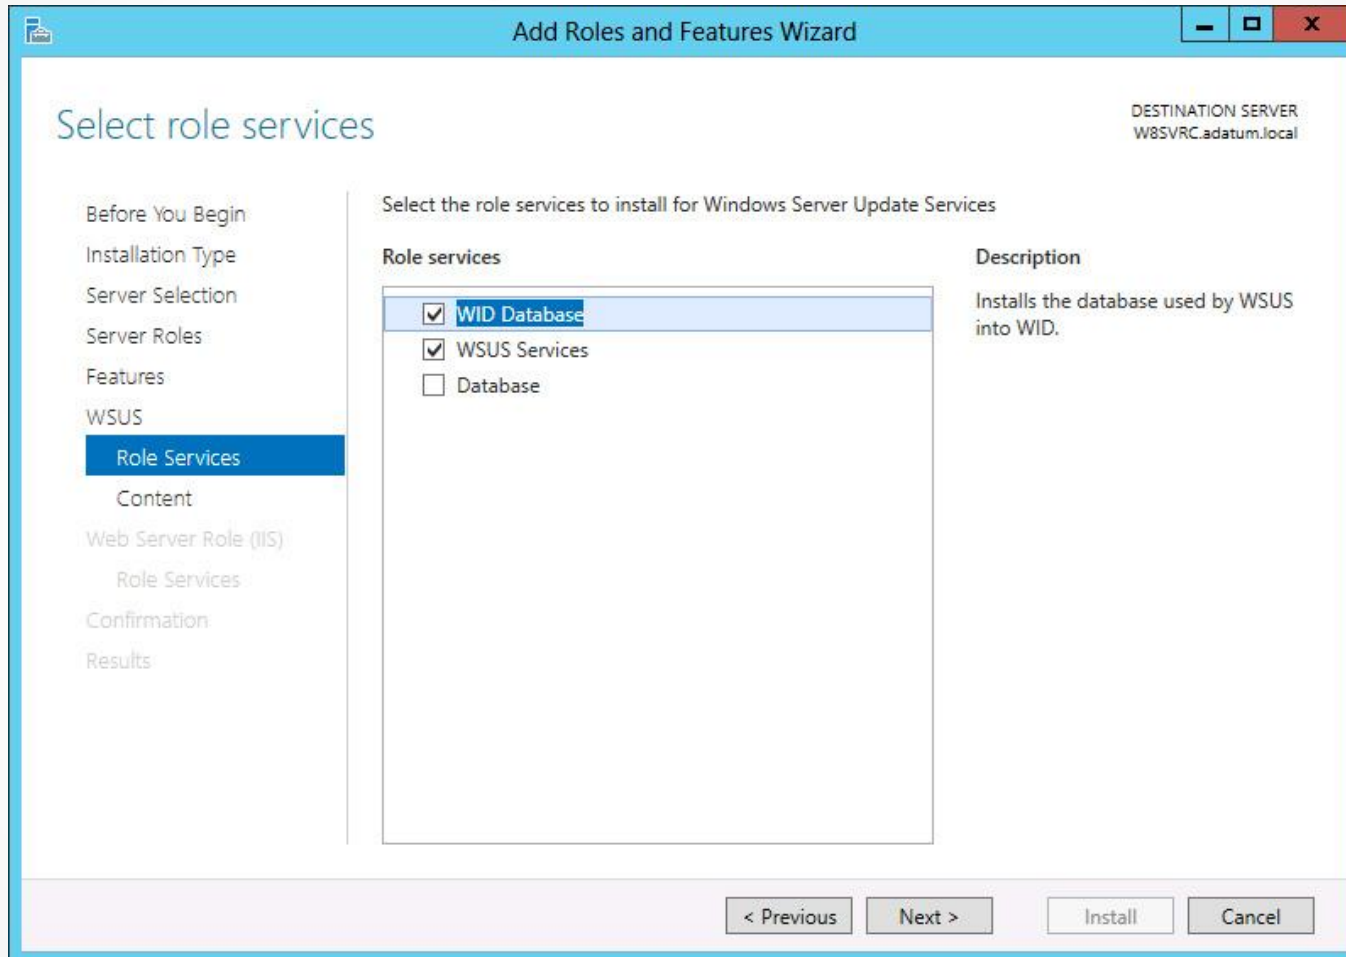 Add Roles and Features Wizard
Select role services
DESTINATION SERVER
W8SVRC.adatum.local
Before You Begin
Installation Type
Server Selection
Server Roles
Features
WSUS
Role Services
Content
Web Server Role (IIS)
Role Services
Confirmation
Results
Select the role services to install for Windows Server Update Services
Role services
WID Database
WSUS Services
Database
Description
Installs the database used by WSUS
into WID.
< Previous
Next >
Install
Cancel